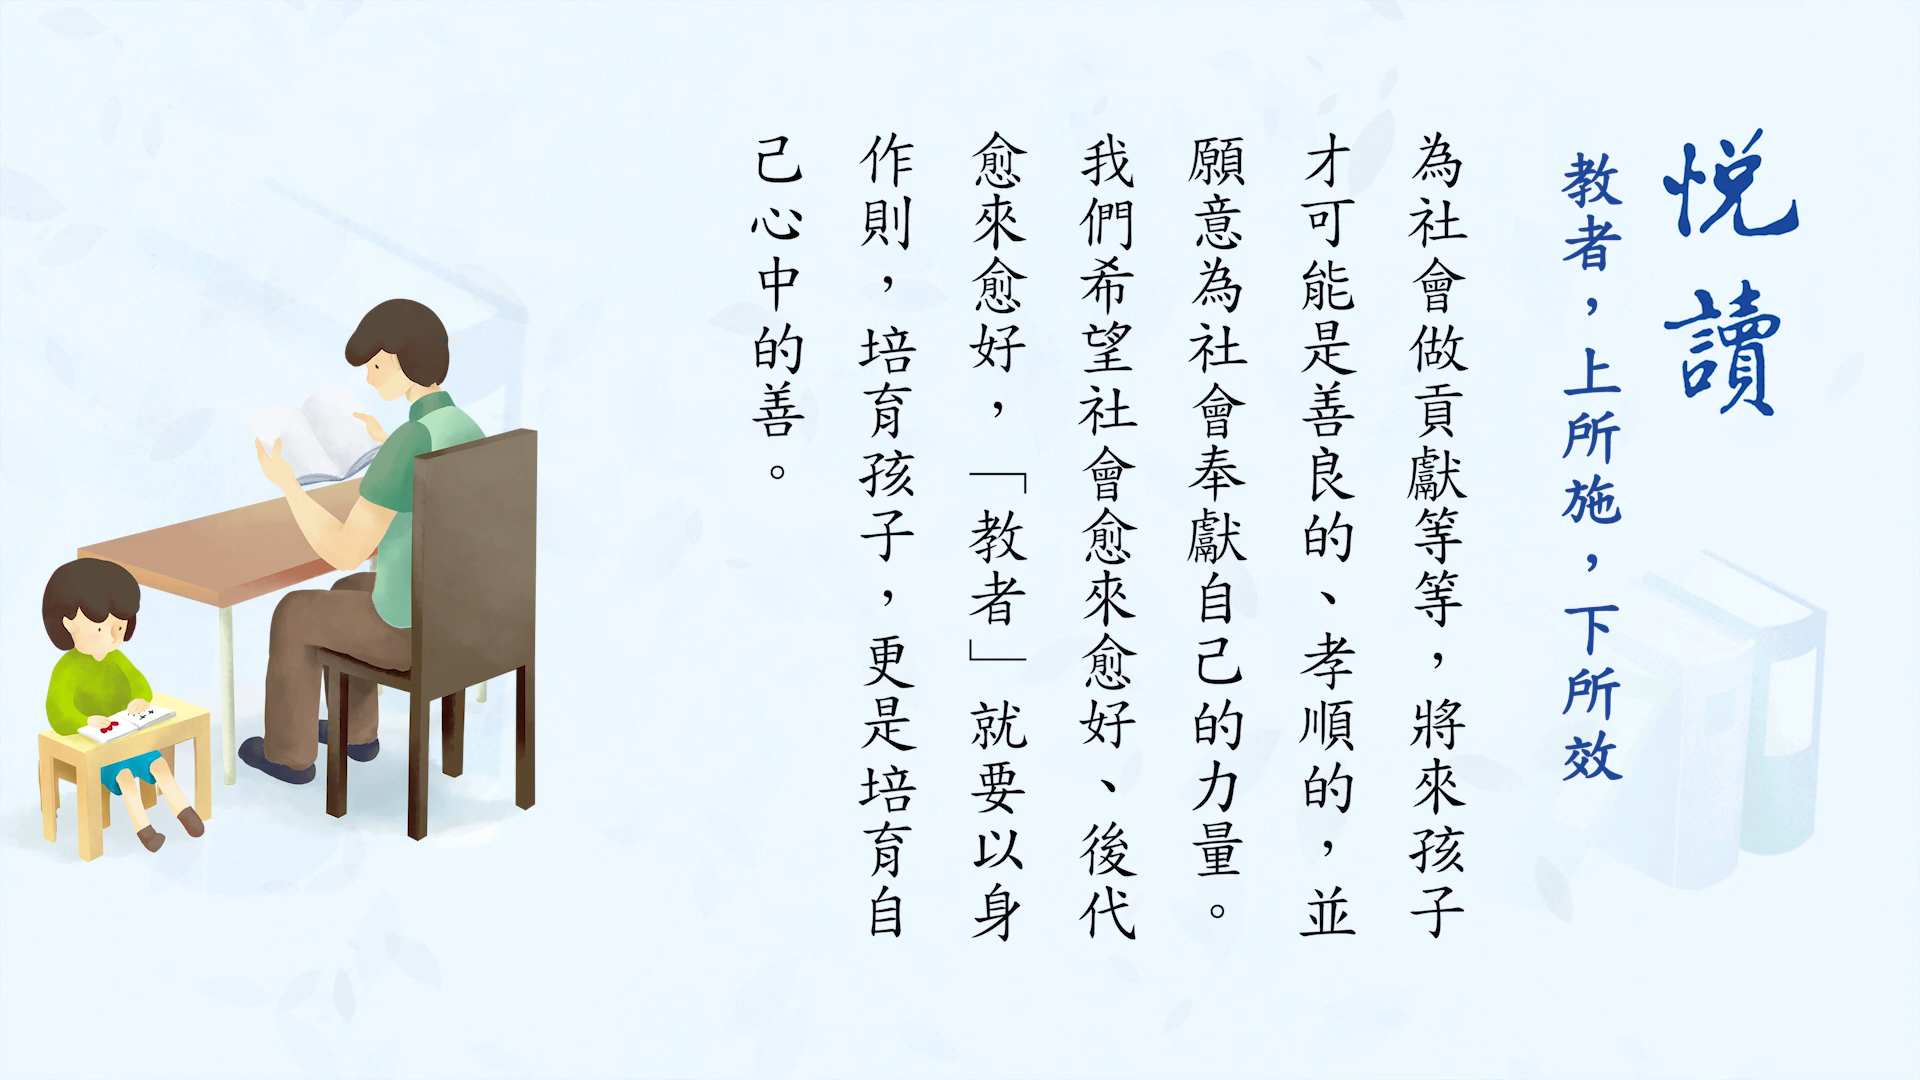 悅讀
教者，上所施，下所效
為社會做貢獻等等，將來孩子
才可能是善良的、孝順的，並
願意為社會奉獻自己的力量。
我們希望社會愈來愈好、後代
愈來愈好，「教者」就要以身
作則，培育孩子，更是培育自
己心中的善。